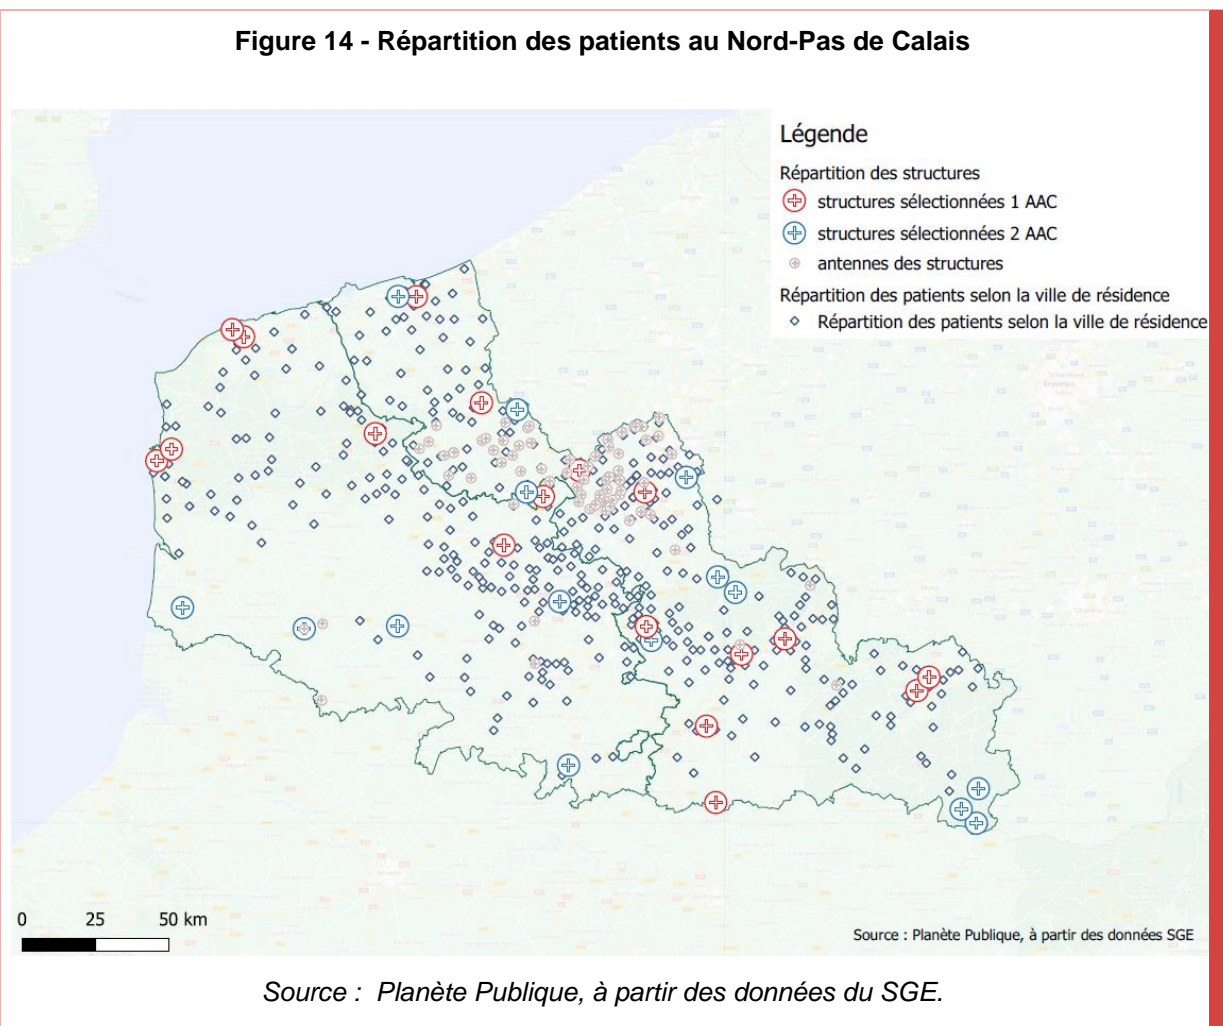 Figure 14 - Répartition des patients au Nord-Pas de Calais
Légende
Répartition des structures
structures sélectionnées 1 AAC
structures sélectionnées 2 AAC
antennes des structures
Répartition des patients selon la ville de résidence
Répartition des patients selon la ville de résidence
0 25 50 km
Source : Planète Publique, à partir des données SGE
Source : Planète Publique, à partir des données du SGE.